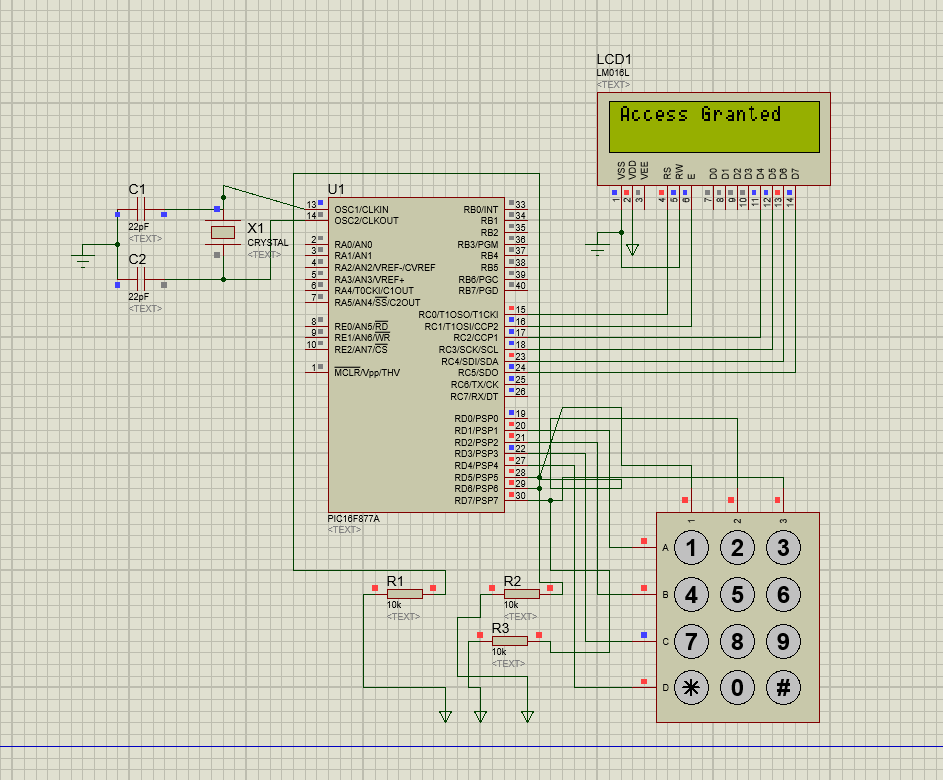 LCD1
LM016L
<TEXT>
Access Granted
VSS VDD VEE RS RW E D0 D1 D2 D3 D4 D5 D6 D7
1 2 3 4 5 6 7 8 9 10 11 12 13 14
C1
22pF
<TEXT>
X1
CRYSTAL
<TEXT>
C2
22pF
<TEXT>
U1
13 OSC1/CLKIN RB0/INT 33
14 OSC2/CLKOUT RB1 34
RB2 35
2 RA0/AN0 RB3/PGM 36
3 RA1/AN1 RB4 37
4 RA2/AN2/VREF-/CVREF RB5 38
5 RA3/AN3/VREF+ RB6/PGC 39
6 RA4/T0CKI/C1OUT RB7/PGD 40
7 RA5/AN4/SS/C2OUT
RC0/T1OSO/T1CKI 15
8 RE0/AN5/RD RC1/T1OSI/CCP2 16
9 RE1/AN6/WR RC2/CCP1 17
10 RE2/AN7/CS RC3/SCK/SCL 18
RC4/SDI/SDA 23
1 MCLR/Vpp/THV RC5/SDO 24
RC6/TX/CK 25
RC7/RX/DT 26
RD0/PSP0 19
RD1/PSP1 20
RD2/PSP2 21
RD3/PSP3 22
RD4/PSP4 27
RD5/PSP5 28
RD6/PSP6 29
RD7/PSP7 30
PIC16F877A
<TEXT>
R1
10k
<TEXT>
R2
10k
<TEXT>
R3
10k
<TEXT>
1 2 3
A 1 2 3
B 4 5 6
C 7 8 9
D * 0 #